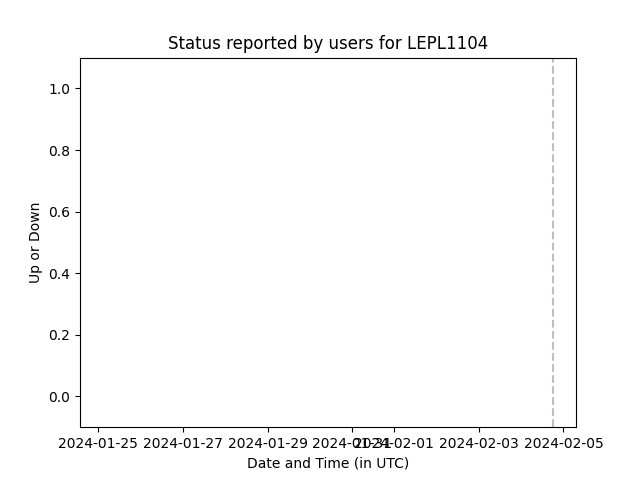 Status reported by users for LEPL1104
1.0
0.8
0.6
0.4
0.2
0.0
Up or Down
2024-01-25 2024-01-27 2024-01-29 2024-01-31 2024-02-01 2024-02-03 2024-02-05
Date and Time (in UTC)